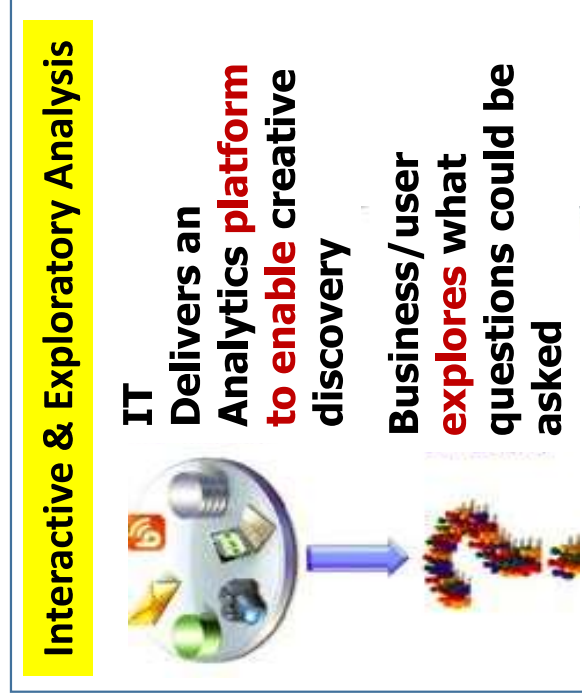 Interactive & Exploratory Analysis
IT
Delivers an
Analytics platform
to enable creative
discovery
Business/user
explores what
questions could be
asked